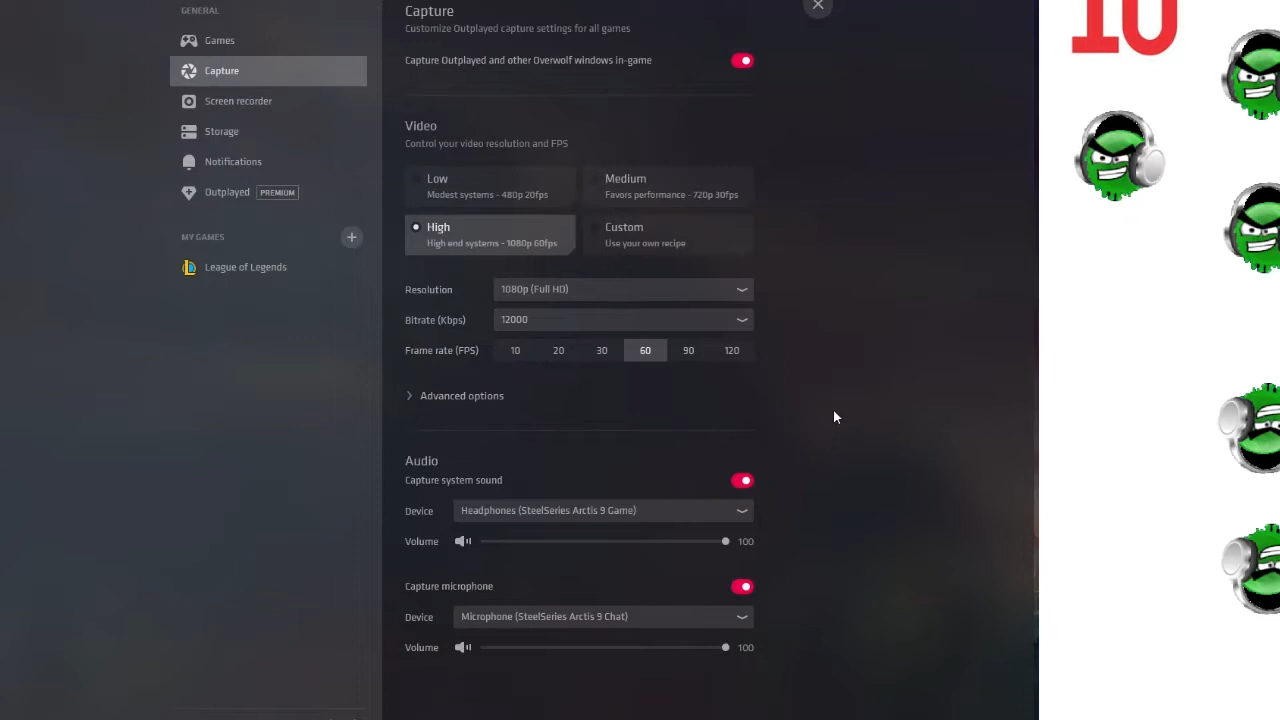 GENERAL
Games
Capture
Screen recorder
Storage
Notifications
Outplayed PREMIUM
MY GAMES
League of Legends
Capture
Customize Outplayed capture settings for all games
Capture Outplayed and other Overwolf windows in-game
Video
Control your video resolution and FPS
Low
Modest systems - 480p 20fps
Medium
Favors performance - 720p 30fps
High
High end systems - 1080p 60fps
Custom
Use your own recipe
Resolution 1080p (Full HD)
Bitrate (Kbps) 12000
Frame rate (FPS) 10 20 30 60 90 120
Advanced options
Audio
Capture system sound
Device Headphones (SteelSeries Arctis 9 Game)
Volume 100
Capture microphone
Device Microphone (SteelSeries Arctis 9 Chat)
Volume 100
10